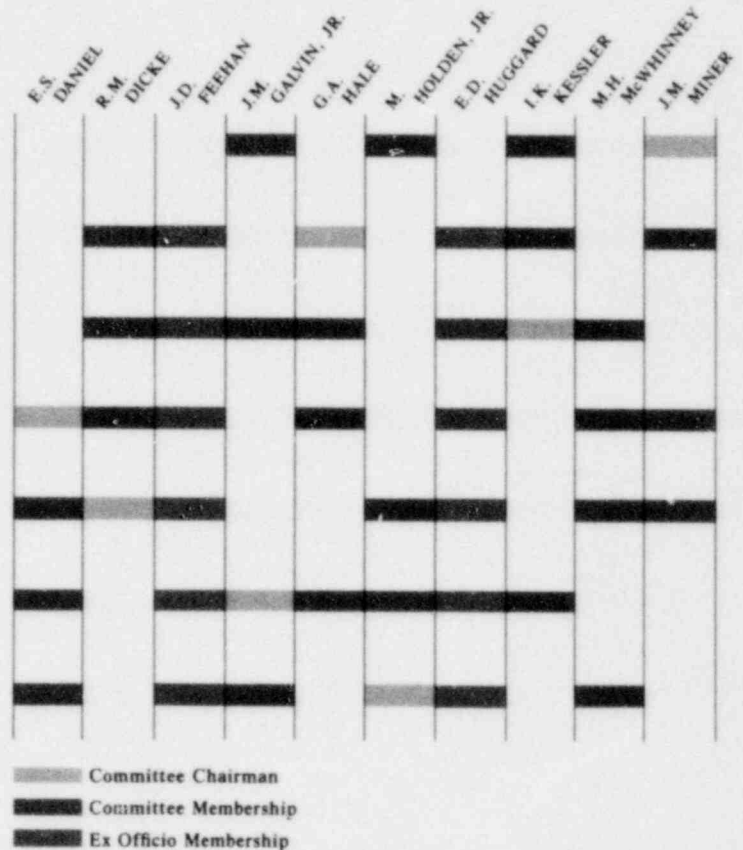 E.S. DANIEL
R.M. DICKE
J.D. FEEHAN
J.M. GALVIN, JR.
G.A. HALE
M. HOLDEN, JR.
E.D. HUGGARD
I.K. KESSLER
M.H. McWHINNEY
J.M. MINER
Committee Chairman
Committee Membership
Ex Officio Membership